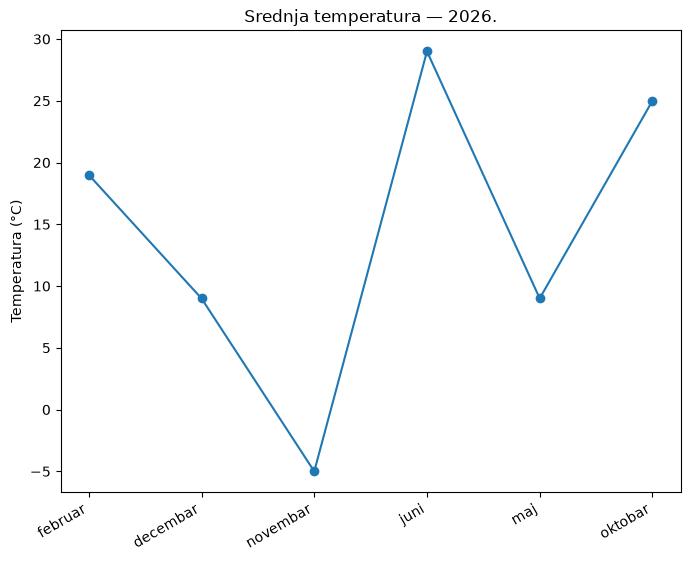 Srednja temperatura — 2026.
Temperatura (°C)
30
25
20
15
10
5
0
−5
februar
decembar
novembar
juni
maj
oktobar